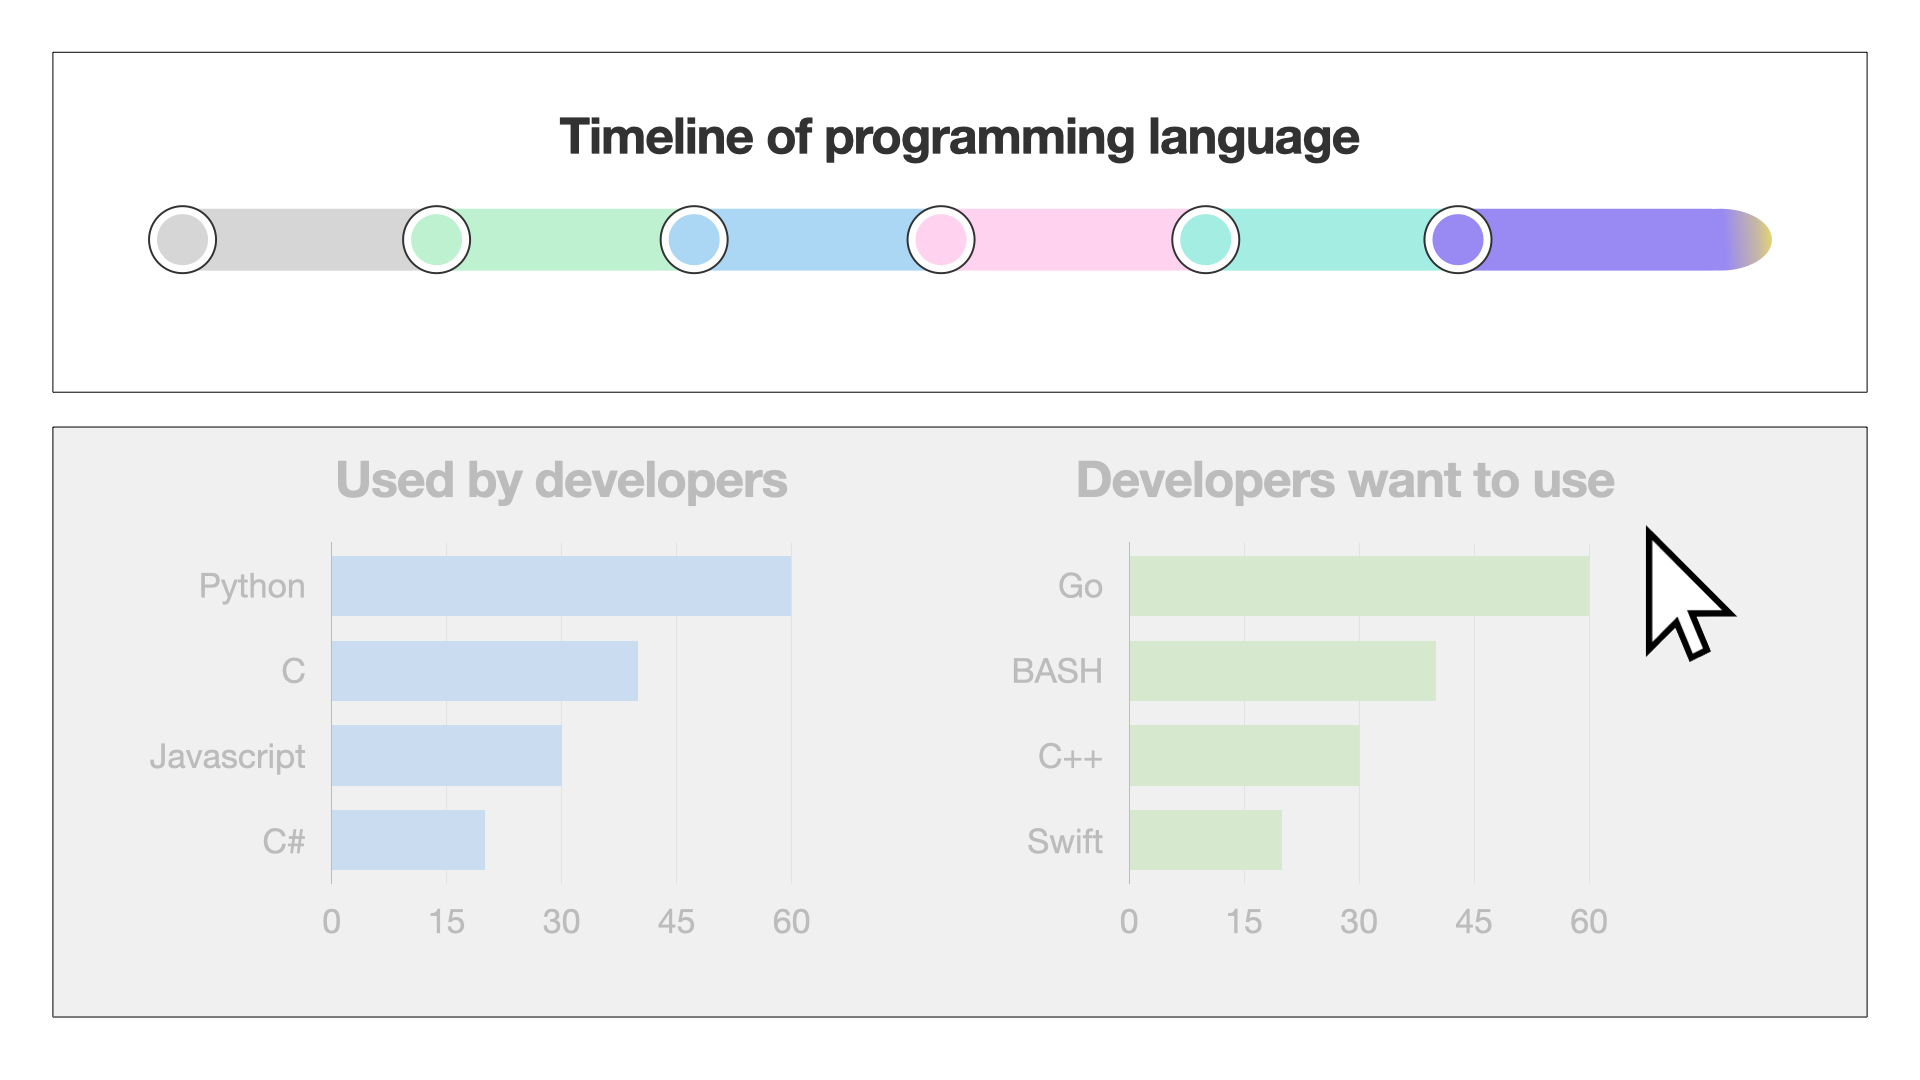 Timeline of programming language
Used by developers
Python
C
Javascript
C#
0 15 30 45 60
Developers want to use
Go
BASH
C++
Swift
0 15 30 45 60